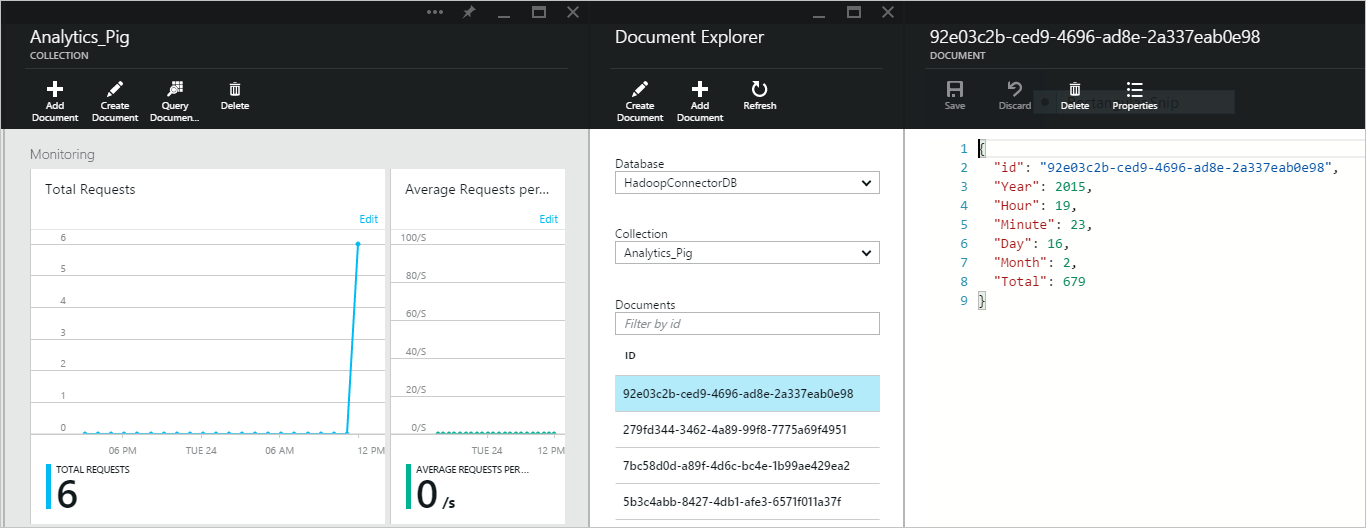 Analytics_Pig
COLLECTION
Add Document
Create Document
Query Documen...
Delete
Monitoring
Total Requests
Edit
6
5
4
3
2
1
0
06 PM
TUE 24
06 AM
12 PM
TOTAL REQUESTS
6
Average Requests per...
Edit
100/S
80/S
60/S
40/S
20/S
0/S
TUE 24
12 PM
AVERAGE REQUESTS PER ...
0 /s
Document Explorer
Create Document
Add Document
Refresh
Database
HadoopConnectorDB
Collection
Analytics_Pig
Documents
Filter by id
ID
92e03c2b-ced9-4696-ad8e-2a337eab0e98
279fd344-3462-4a89-99f8-7775a69f4951
7bc58d0d-a89f-4d6c-bc4e-1b99ae429ea2
5b3c4abb-8427-4db1-afe3-6571f011a37f
92e03c2b-ced9-4696-ad8e-2a337eab0e98
DOCUMENT
Save
Discard
Delete
Properties
1 {
2 "id": "92e03c2b-ced9-4696-ad8e-2a337eab0e98",
3 "Year": 2015,
4 "Hour": 19,
5 "Minute": 23,
6 "Day": 16,
7 "Month": 2,
8 "Total": 679
9 }